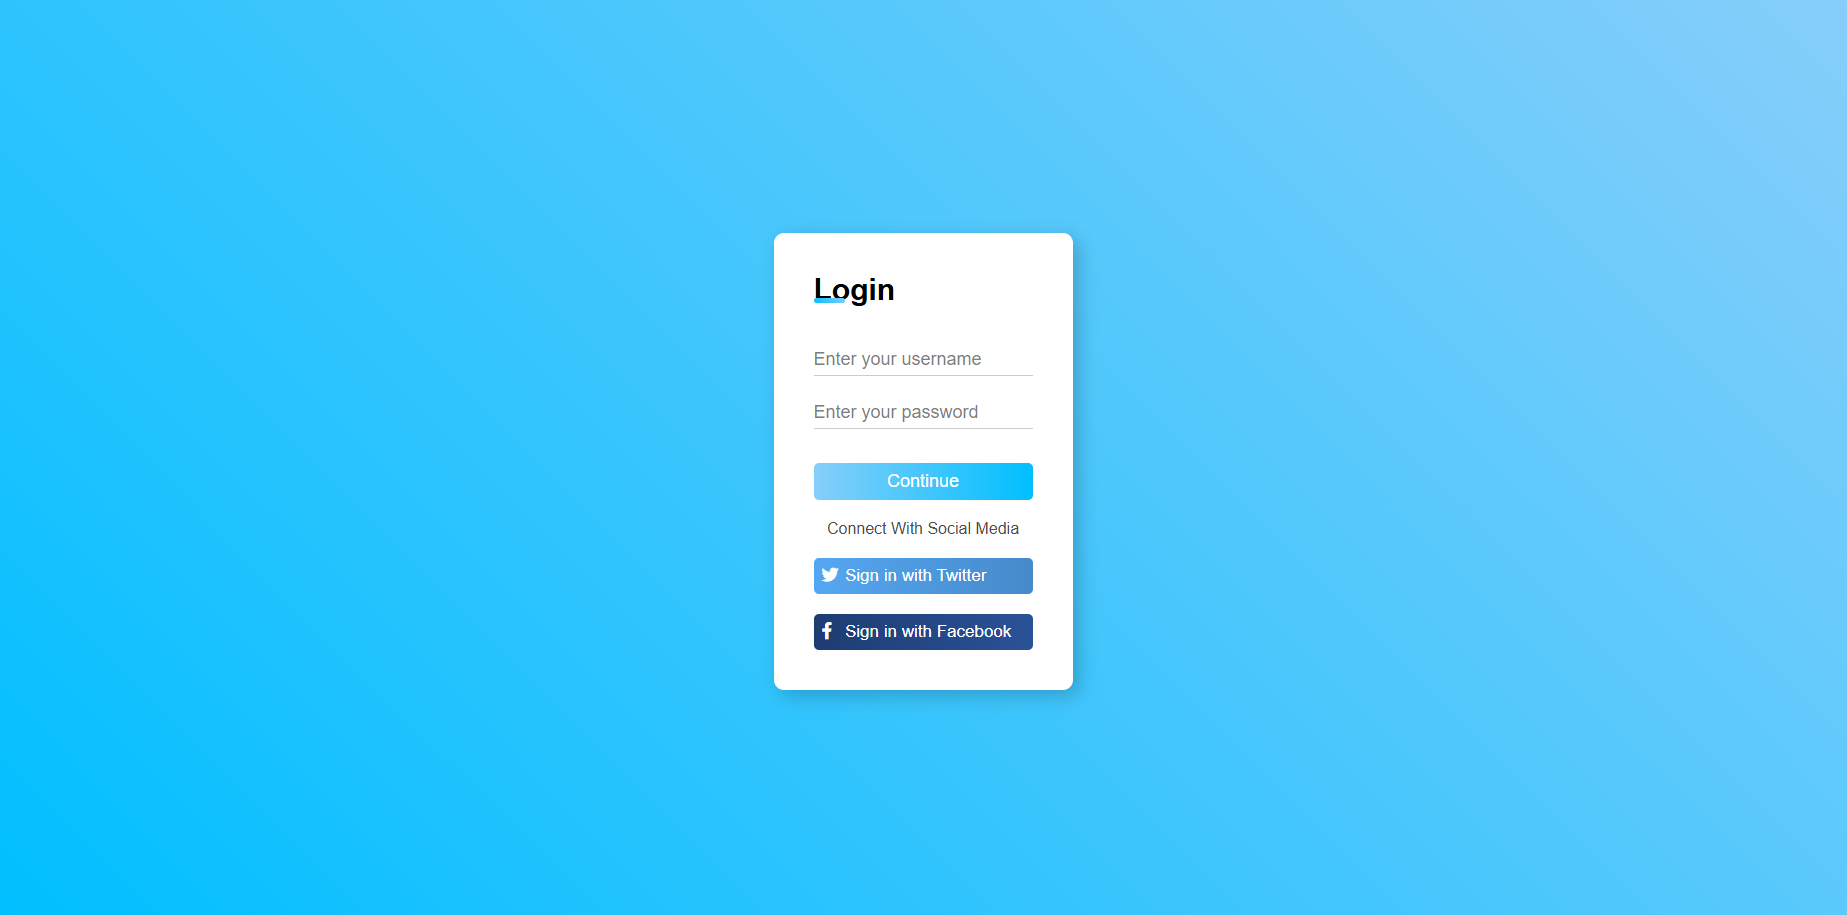 Login
Enter your username
Enter your password
Continue
Connect With Social Media
Sign in with Twitter
Sign in with Facebook